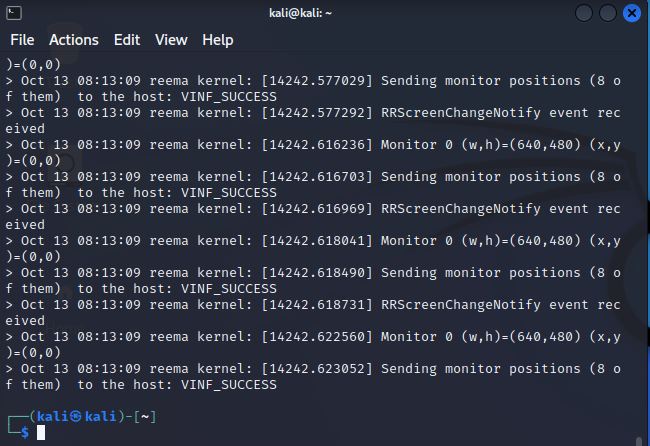 kali@kali: ~
File Actions Edit View Help
)=(0,0)
> Oct 13 08:13:09 reema kernel: [14242.577029] Sending monitor positions (8 o
f them)  to the host: VINF_SUCCESS
> Oct 13 08:13:09 reema kernel: [14242.577292] RRScreenChangeNotify event rec
eived
> Oct 13 08:13:09 reema kernel: [14242.616236] Monitor 0 (w,h)=(640,480) (x,y
)=(0,0)
> Oct 13 08:13:09 reema kernel: [14242.616703] Sending monitor positions (8 o
f them)  to the host: VINF_SUCCESS
> Oct 13 08:13:09 reema kernel: [14242.616969] RRScreenChangeNotify event rec
eived
> Oct 13 08:13:09 reema kernel: [14242.618041] Monitor 0 (w,h)=(640,480) (x,y
)=(0,0)
> Oct 13 08:13:09 reema kernel: [14242.618490] Sending monitor positions (8 o
f them)  to the host: VINF_SUCCESS
> Oct 13 08:13:09 reema kernel: [14242.618731] RRScreenChangeNotify event rec
eived
> Oct 13 08:13:09 reema kernel: [14242.622560] Monitor 0 (w,h)=(640,480) (x,y
)=(0,0)
> Oct 13 08:13:09 reema kernel: [14242.623052] Sending monitor positions (8 o
f them)  to the host: VINF_SUCCESS
┌──(kali㉿kali)-[~]
└─$